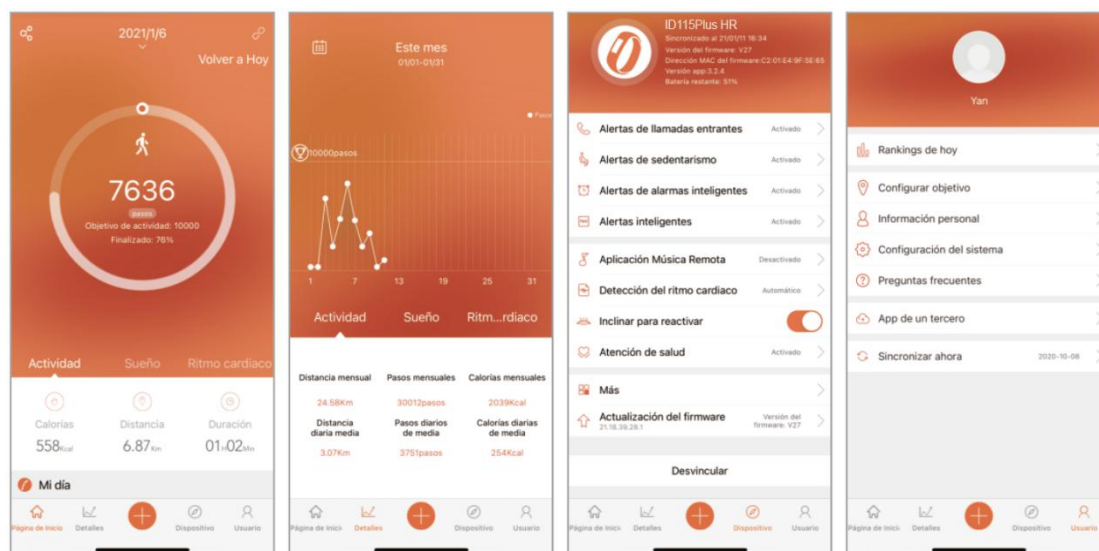 2021/1/6
Volver a Hoy
7636
pasos
Objetivo de actividad: 10000
Finalizado: 76%
Actividad
Sueño
Ritmo cardiaco
Calorías
Distancia
Duración
558Kcal
6.87 Km
01H02Min
Mi día
Página de Inicio
Detalles
Dispositivo
Usuario
Este mes
01/01-01/31
Pasos
10000pasos
1 7 13 19 25 31
Actividad
Sueño
Ritm...rdiaco
Distancia mensual
Pasos mensuales
Calorías mensuales
24.58Km
30012pasos
2039Kcal
Distancia
diaria media
Pasos diarios
de media
Calorías diarias
de media
3.07Km
3751pasos
254Kcal
Página de Inici
Detalles
Dispositivo
Usuario
ID115Plus HR
Sincronizado al 21/01/11 16:34
Versión del firmware: V27
Dirección MAC del firmware:C2:01:E4:9F:5E:65
Versión app:3.2.4
Batería restante: 51%
Alertas de llamadas entrantes
Activado
Alertas de sedentarismo
Activado
Alertas de alarmas inteligentes
Activado
Alertas inteligentes
Activado
Aplicación Música Remota
Desactivado
Detección del ritmo cardiaco
Automático
Inclinar para reactivar
Atención de salud
Activado
Más
Actualización del firmware
21.18.39.28.1
Versión del
firmware: V27
Desvincular
Página de Inici
Detalles
Dispositivo
Usuario
Yan
Rankings de hoy
Configurar objetivo
Información personal
Configuración del sistema
Preguntas frecuentes
App de un tercero
Sincronizar ahora
2020-10-08
Página de Inici
Detalles
Dispositivo
Usuario